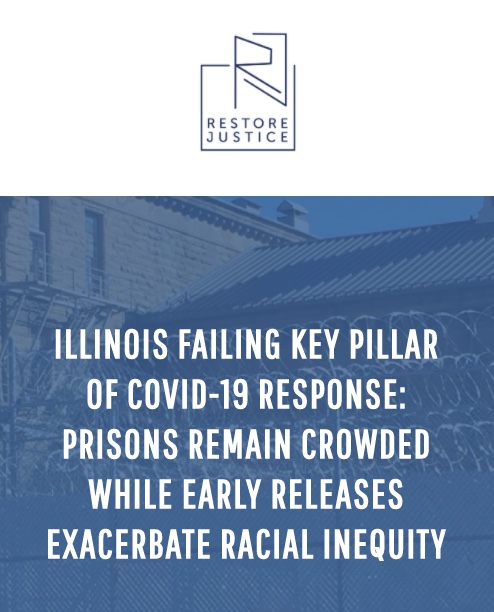 RESTORE
JUSTICE
ILLINOIS FAILING KEY PILLAR
OF COVID-19 RESPONSE:
PRISONS REMAIN CROWDED
WHILE EARLY RELEASES
EXACERBATE RACIAL INEQUITY